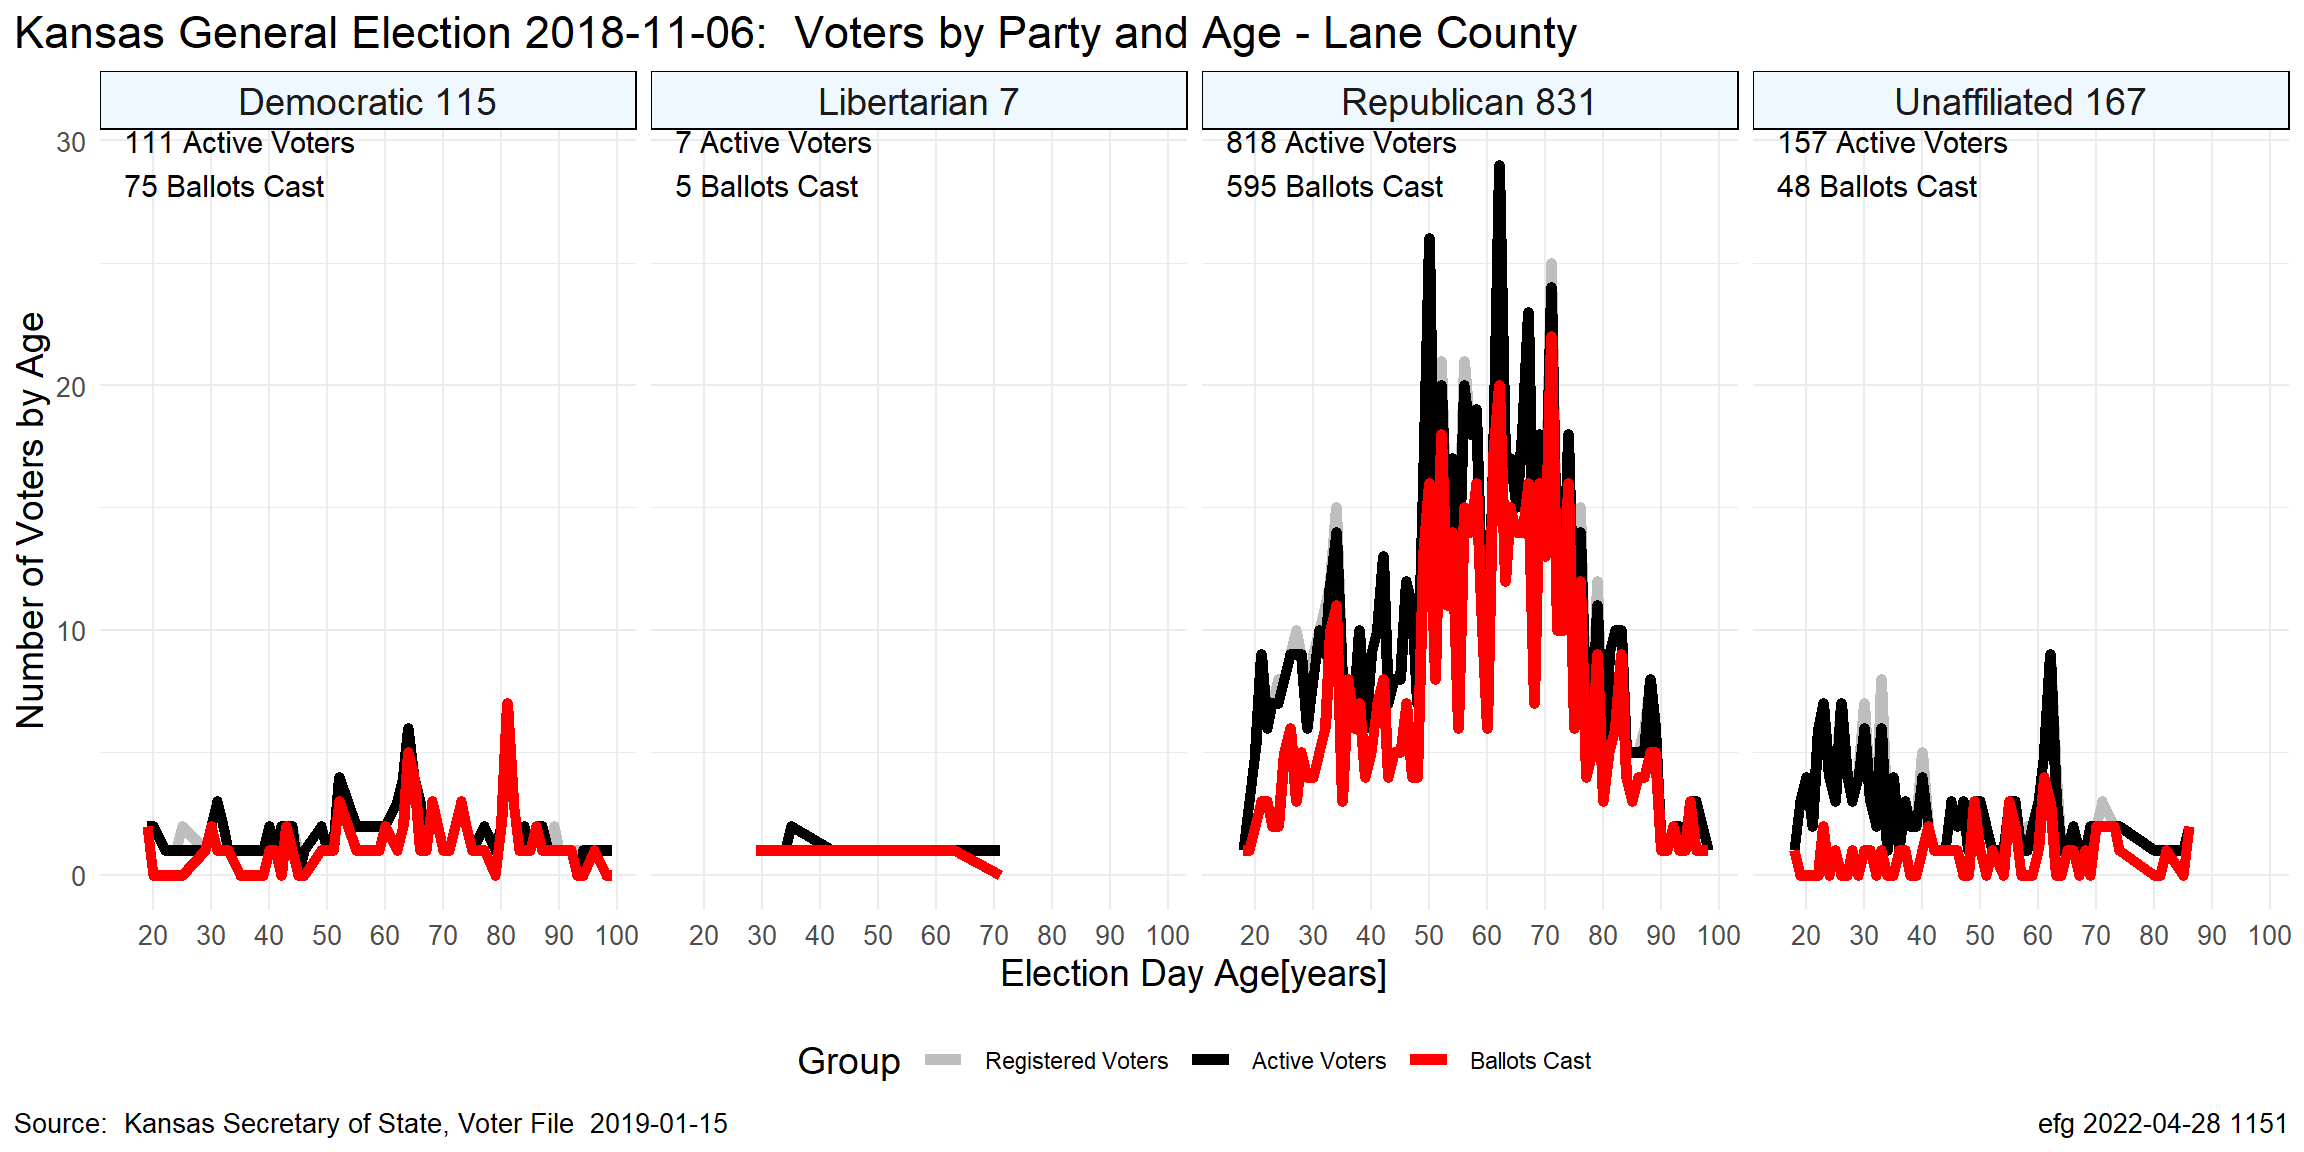 Kansas General Election 2018-11-06:  Voters by Party and Age - Lane County
Democratic 115
Libertarian 7
Republican 831
Unaffiliated 167
111 Active Voters
75 Ballots Cast
7 Active Voters
5 Ballots Cast
818 Active Voters
595 Ballots Cast
157 Active Voters
48 Ballots Cast
Number of Voters by Age
30
20
10
0
20 30 40 50 60 70 80 90 100
20 30 40 50 60 70 80 90 100
20 30 40 50 60 70 80 90 100
20 30 40 50 60 70 80 90 100
Election Day Age[years]
Group Registered Voters Active Voters Ballots Cast
Source:  Kansas Secretary of State, Voter File  2019-01-15
efg 2022-04-28 1151